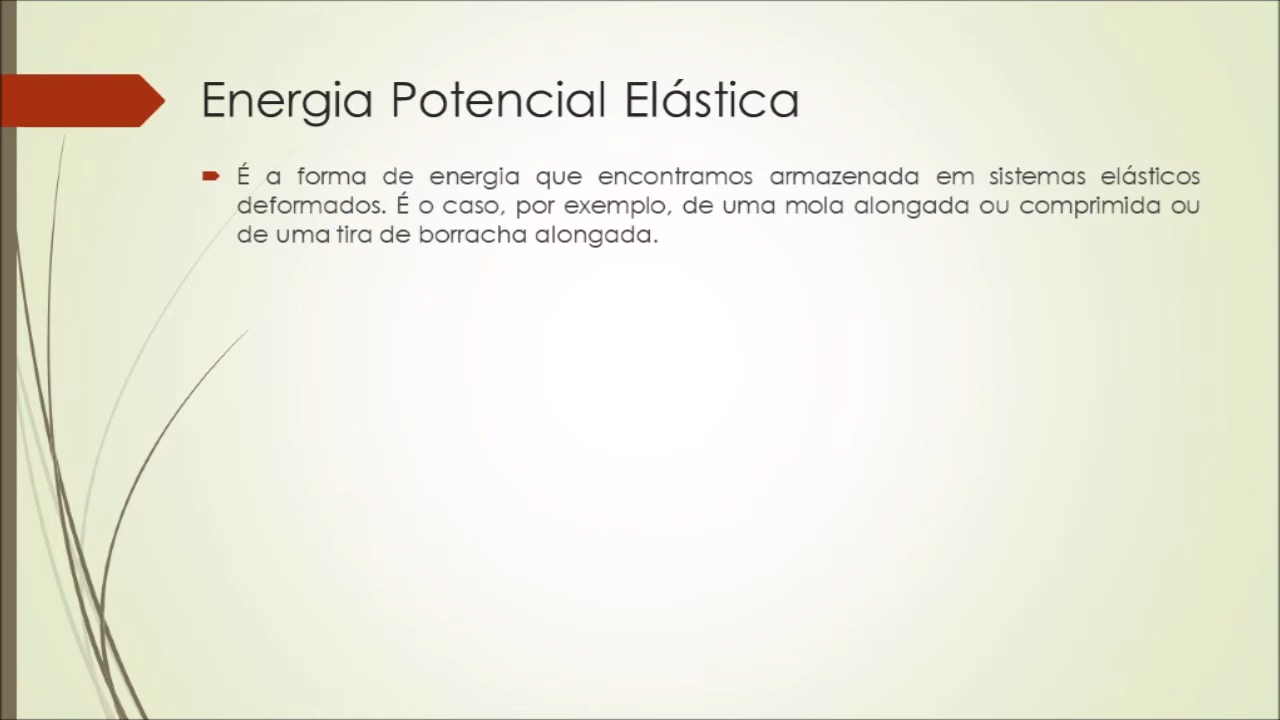 Energia Potencial Elástica
É a forma de energia que encontramos armazenada em sistemas elásticos
deformados. É o caso, por exemplo, de uma mola alongada ou comprimida ou
de uma tira de borracha alongada.